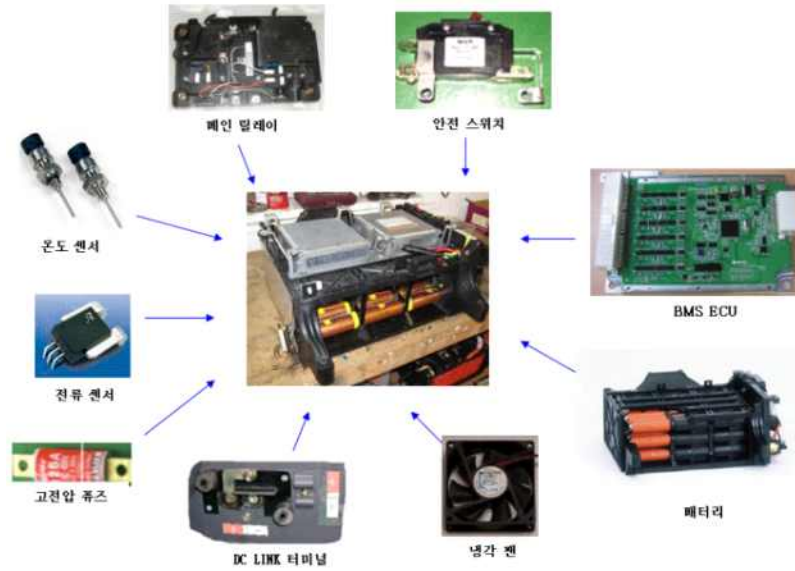 메인 릴레이
안전 스위치
온도 센서
BMS ECU
전류 센서
배터리
고전압 퓨즈
DC LINK 터미널
냉각 팬